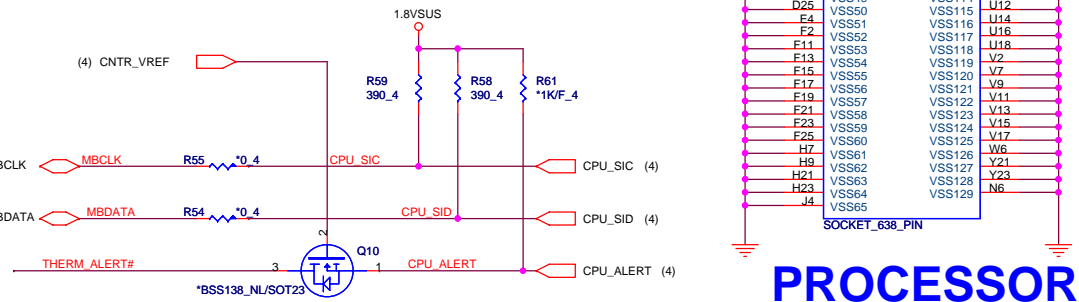 1.8VSUS
(4) CNTR_VREF
R59
390_4
R58
390_4
R61
*1K/F_4
BCLK
MBCLK
R55
*0_4
CPU_SIC
CPU_SIC (4)
BDATA
MBDATA
R54
*0_4
CPU_SID
CPU_SID (4)
2
Q10
THERM_ALERT#
3
1
CPU_ALERT
CPU_ALERT (4)
*BSS138_NL/SOT23
D25 VSS50 VSS115 U12
E4 VSS51 VSS116 U14
F2 VSS52 VSS117 U16
F11 VSS53 VSS118 U18
F13 VSS54 VSS119 V2
F15 VSS55 VSS120 V7
F17 VSS56 VSS121 V9
F19 VSS57 VSS122 V11
F21 VSS58 VSS123 V13
F23 VSS59 VSS124 V15
F25 VSS60 VSS125 V17
H7 VSS61 VSS126 W6
H9 VSS62 VSS127 Y21
H21 VSS63 VSS128 Y23
H23 VSS64 VSS129 N6
J4 VSS65
SOCKET_638_PIN
PROCESSOR